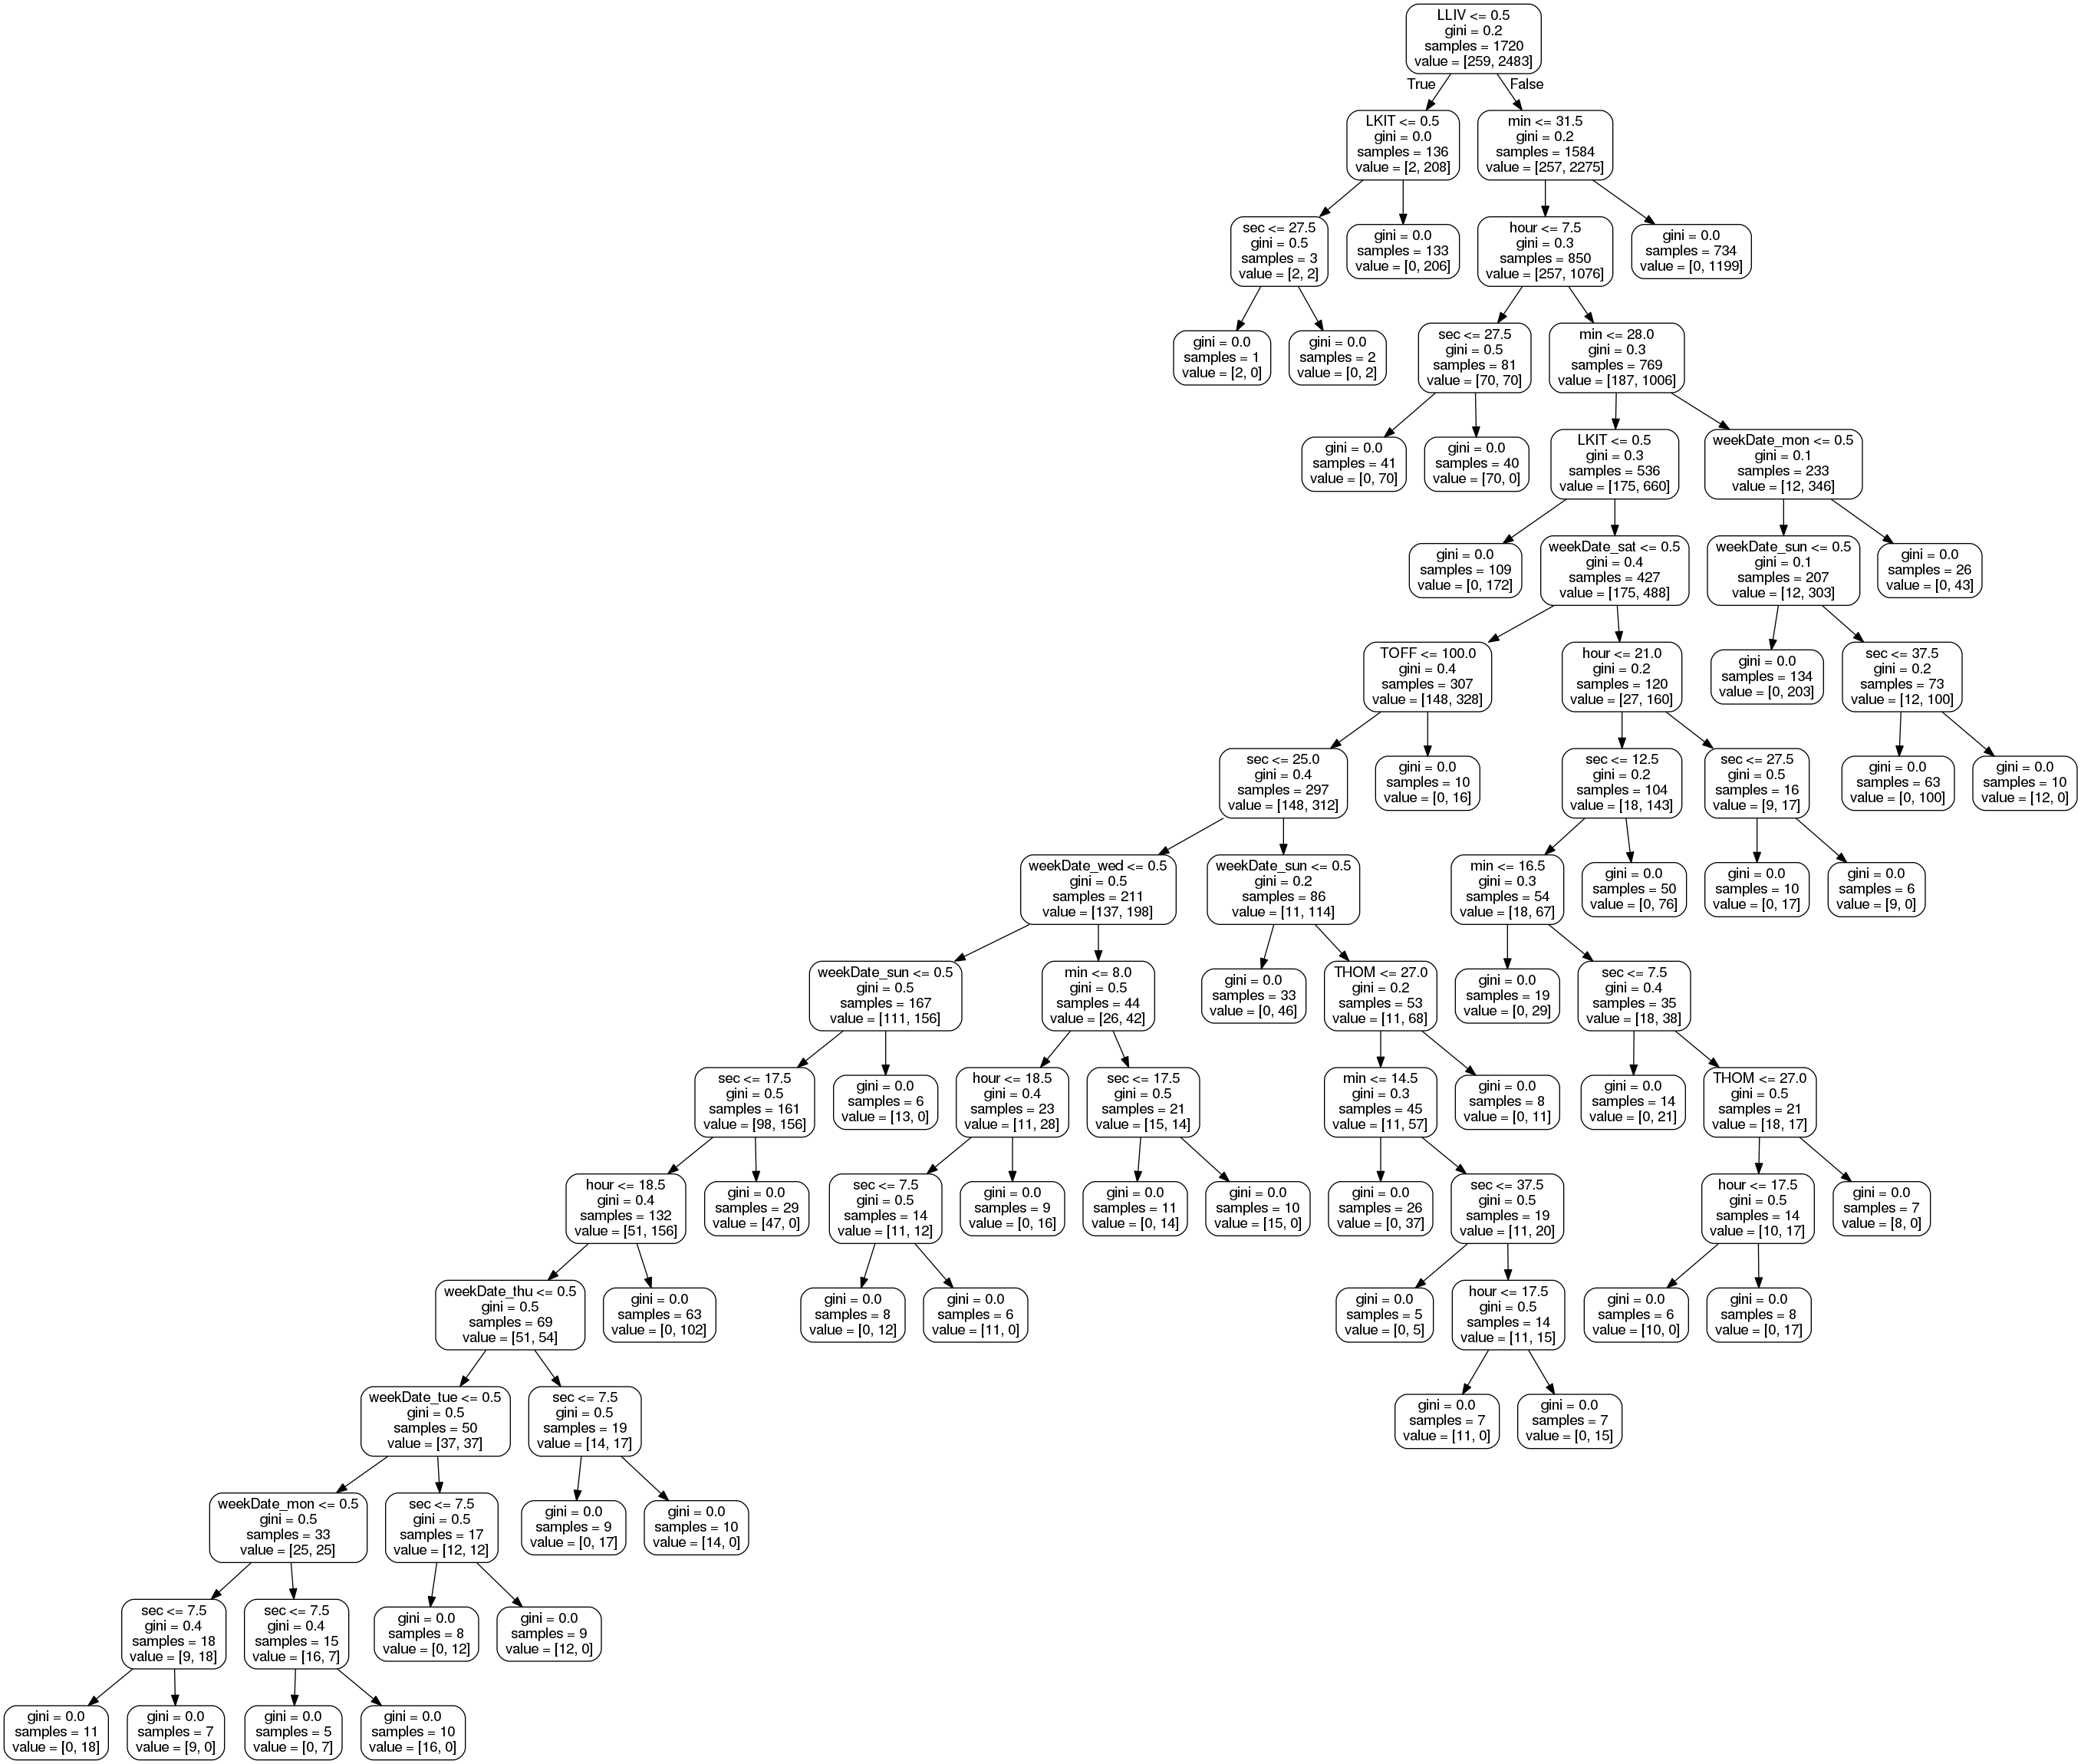 LLIV <= 0.5
gini = 0.2
samples = 1720
value = [259, 2483]
True
False
LKIT <= 0.5
gini = 0.0
samples = 136
value = [2, 208]
min <= 31.5
gini = 0.2
samples = 1584
value = [257, 2275]
sec <= 27.5
gini = 0.5
samples = 3
value = [2, 2]
gini = 0.0
samples = 133
value = [0, 206]
hour <= 7.5
gini = 0.3
samples = 850
value = [257, 1076]
gini = 0.0
samples = 734
value = [0, 1199]
gini = 0.0
samples = 1
value = [2, 0]
gini = 0.0
samples = 2
value = [0, 2]
sec <= 27.5
gini = 0.5
samples = 81
value = [70, 70]
min <= 28.0
gini = 0.3
samples = 769
value = [187, 1006]
gini = 0.0
samples = 41
value = [0, 70]
gini = 0.0
samples = 40
value = [70, 0]
LKIT <= 0.5
gini = 0.3
samples = 536
value = [175, 660]
weekDate_mon <= 0.5
gini = 0.1
samples = 233
value = [12, 346]
gini = 0.0
samples = 109
value = [0, 172]
weekDate_sat <= 0.5
gini = 0.4
samples = 427
value = [175, 488]
weekDate_sun <= 0.5
gini = 0.1
samples = 207
value = [12, 303]
gini = 0.0
samples = 26
value = [0, 43]
TOFF <= 100.0
gini = 0.4
samples = 307
value = [148, 328]
hour <= 21.0
gini = 0.2
samples = 120
value = [27, 160]
gini = 0.0
samples = 134
value = [0, 203]
sec <= 37.5
gini = 0.2
samples = 73
value = [12, 100]
sec <= 25.0
gini = 0.4
samples = 297
value = [148, 312]
gini = 0.0
samples = 10
value = [0, 16]
sec <= 12.5
gini = 0.2
samples = 104
value = [18, 143]
sec <= 27.5
gini = 0.5
samples = 16
value = [9, 17]
gini = 0.0
samples = 63
value = [0, 100]
gini = 0.0
samples = 10
value = [12, 0]
weekDate_wed <= 0.5
gini = 0.5
samples = 211
value = [137, 198]
weekDate_sun <= 0.5
gini = 0.2
samples = 86
value = [11, 114]
min <= 16.5
gini = 0.3
samples = 54
value = [18, 67]
gini = 0.0
samples = 50
value = [0, 76]
gini = 0.0
samples = 10
value = [0, 17]
gini = 0.0
samples = 6
value = [9, 0]
weekDate_sun <= 0.5
gini = 0.5
samples = 167
value = [111, 156]
min <= 8.0
gini = 0.5
samples = 44
value = [26, 42]
gini = 0.0
samples = 33
value = [0, 46]
THOM <= 27.0
gini = 0.2
samples = 53
value = [11, 68]
gini = 0.0
samples = 19
value = [0, 29]
sec <= 7.5
gini = 0.4
samples = 35
value = [18, 38]
sec <= 17.5
gini = 0.5
samples = 161
value = [98, 156]
gini = 0.0
samples = 6
value = [13, 0]
hour <= 18.5
gini = 0.4
samples = 23
value = [11, 28]
sec <= 17.5
gini = 0.5
samples = 21
value = [15, 14]
min <= 14.5
gini = 0.3
samples = 45
value = [11, 57]
gini = 0.0
samples = 8
value = [0, 11]
gini = 0.0
samples = 14
value = [0, 21]
THOM <= 27.0
gini = 0.5
samples = 21
value = [18, 17]
hour <= 18.5
gini = 0.4
samples = 132
value = [51, 156]
gini = 0.0
samples = 29
value = [47, 0]
sec <= 7.5
gini = 0.5
samples = 14
value = [11, 12]
gini = 0.0
samples = 9
value = [0, 16]
gini = 0.0
samples = 11
value = [0, 14]
gini = 0.0
samples = 10
value = [15, 0]
gini = 0.0
samples = 26
value = [0, 37]
sec <= 37.5
gini = 0.5
samples = 19
value = [11, 20]
hour <= 17.5
gini = 0.5
samples = 14
value = [10, 17]
gini = 0.0
samples = 7
value = [8, 0]
weekDate_thu <= 0.5
gini = 0.5
samples = 69
value = [51, 54]
gini = 0.0
samples = 63
value = [0, 102]
gini = 0.0
samples = 8
value = [0, 12]
gini = 0.0
samples = 6
value = [11, 0]
gini = 0.0
samples = 5
value = [0, 5]
hour <= 17.5
gini = 0.5
samples = 14
value = [11, 15]
gini = 0.0
samples = 6
value = [10, 0]
gini = 0.0
samples = 8
value = [0, 17]
weekDate_tue <= 0.5
gini = 0.5
samples = 50
value = [37, 37]
sec <= 7.5
gini = 0.5
samples = 19
value = [14, 17]
gini = 0.0
samples = 7
value = [11, 0]
gini = 0.0
samples = 7
value = [0, 15]
weekDate_mon <= 0.5
gini = 0.5
samples = 33
value = [25, 25]
sec <= 7.5
gini = 0.5
samples = 17
value = [12, 12]
gini = 0.0
samples = 9
value = [0, 17]
gini = 0.0
samples = 10
value = [14, 0]
sec <= 7.5
gini = 0.4
samples = 18
value = [9, 18]
sec <= 7.5
gini = 0.4
samples = 15
value = [16, 7]
gini = 0.0
samples = 8
value = [0, 12]
gini = 0.0
samples = 9
value = [12, 0]
gini = 0.0
samples = 11
value = [0, 18]
gini = 0.0
samples = 7
value = [9, 0]
gini = 0.0
samples = 5
value = [0, 7]
gini = 0.0
samples = 10
value = [16, 0]